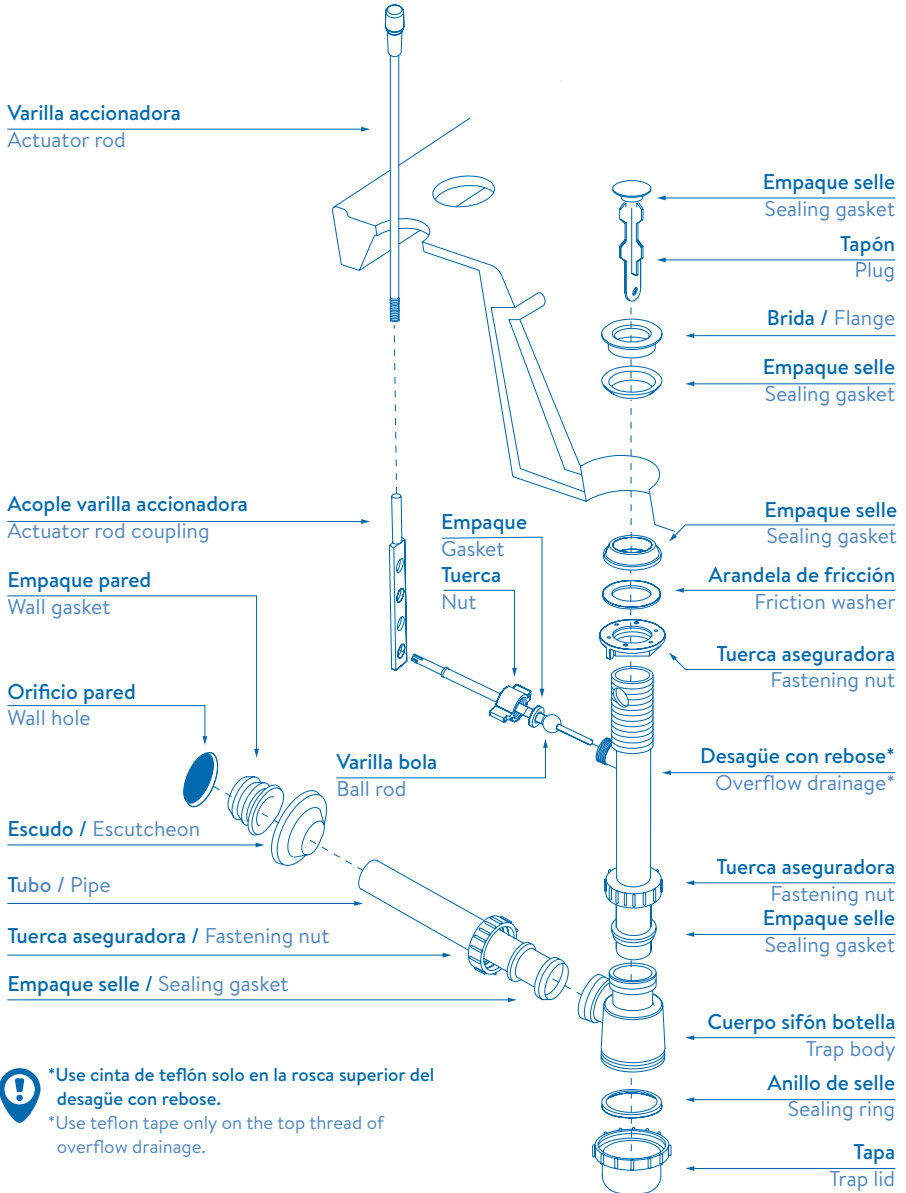 Varilla accionadora
Actuator rod
Empaque selle
Sealing gasket
Tapón
Plug
Brida / Flange
Empaque selle
Sealing gasket
Acople varilla accionadora
Actuator rod coupling
Empaque
Gasket
Tuerca
Nut
Empaque selle
Sealing gasket
Arandela de fricción
Friction washer
Empaque pared
Wall gasket
Tuerca aseguradora
Fastening nut
Orificio pared
Wall hole
Varilla bola
Ball rod
Desagüe con rebose*
Overflow drainage*
Escudo / Escutcheon
Tubo / Pipe
Tuerca aseguradora / Fastening nut
Empaque selle / Sealing gasket
Tuerca aseguradora
Fastening nut
Empaque selle
Sealing gasket
Cuerpo sifón botella
Trap body
Anillo de selle
Sealing ring
Tapa
Trap lid
*Use cinta de teflón solo en la rosca superior del
desagüe con rebose.
*Use teflon tape only on the top thread of
overflow drainage.